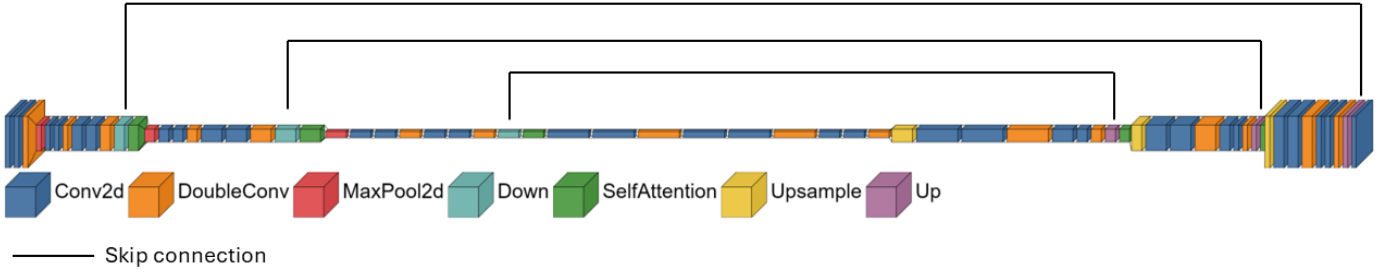 Conv2d DoubleConv MaxPool2d Down SelfAttention Upsample Up
Skip connection